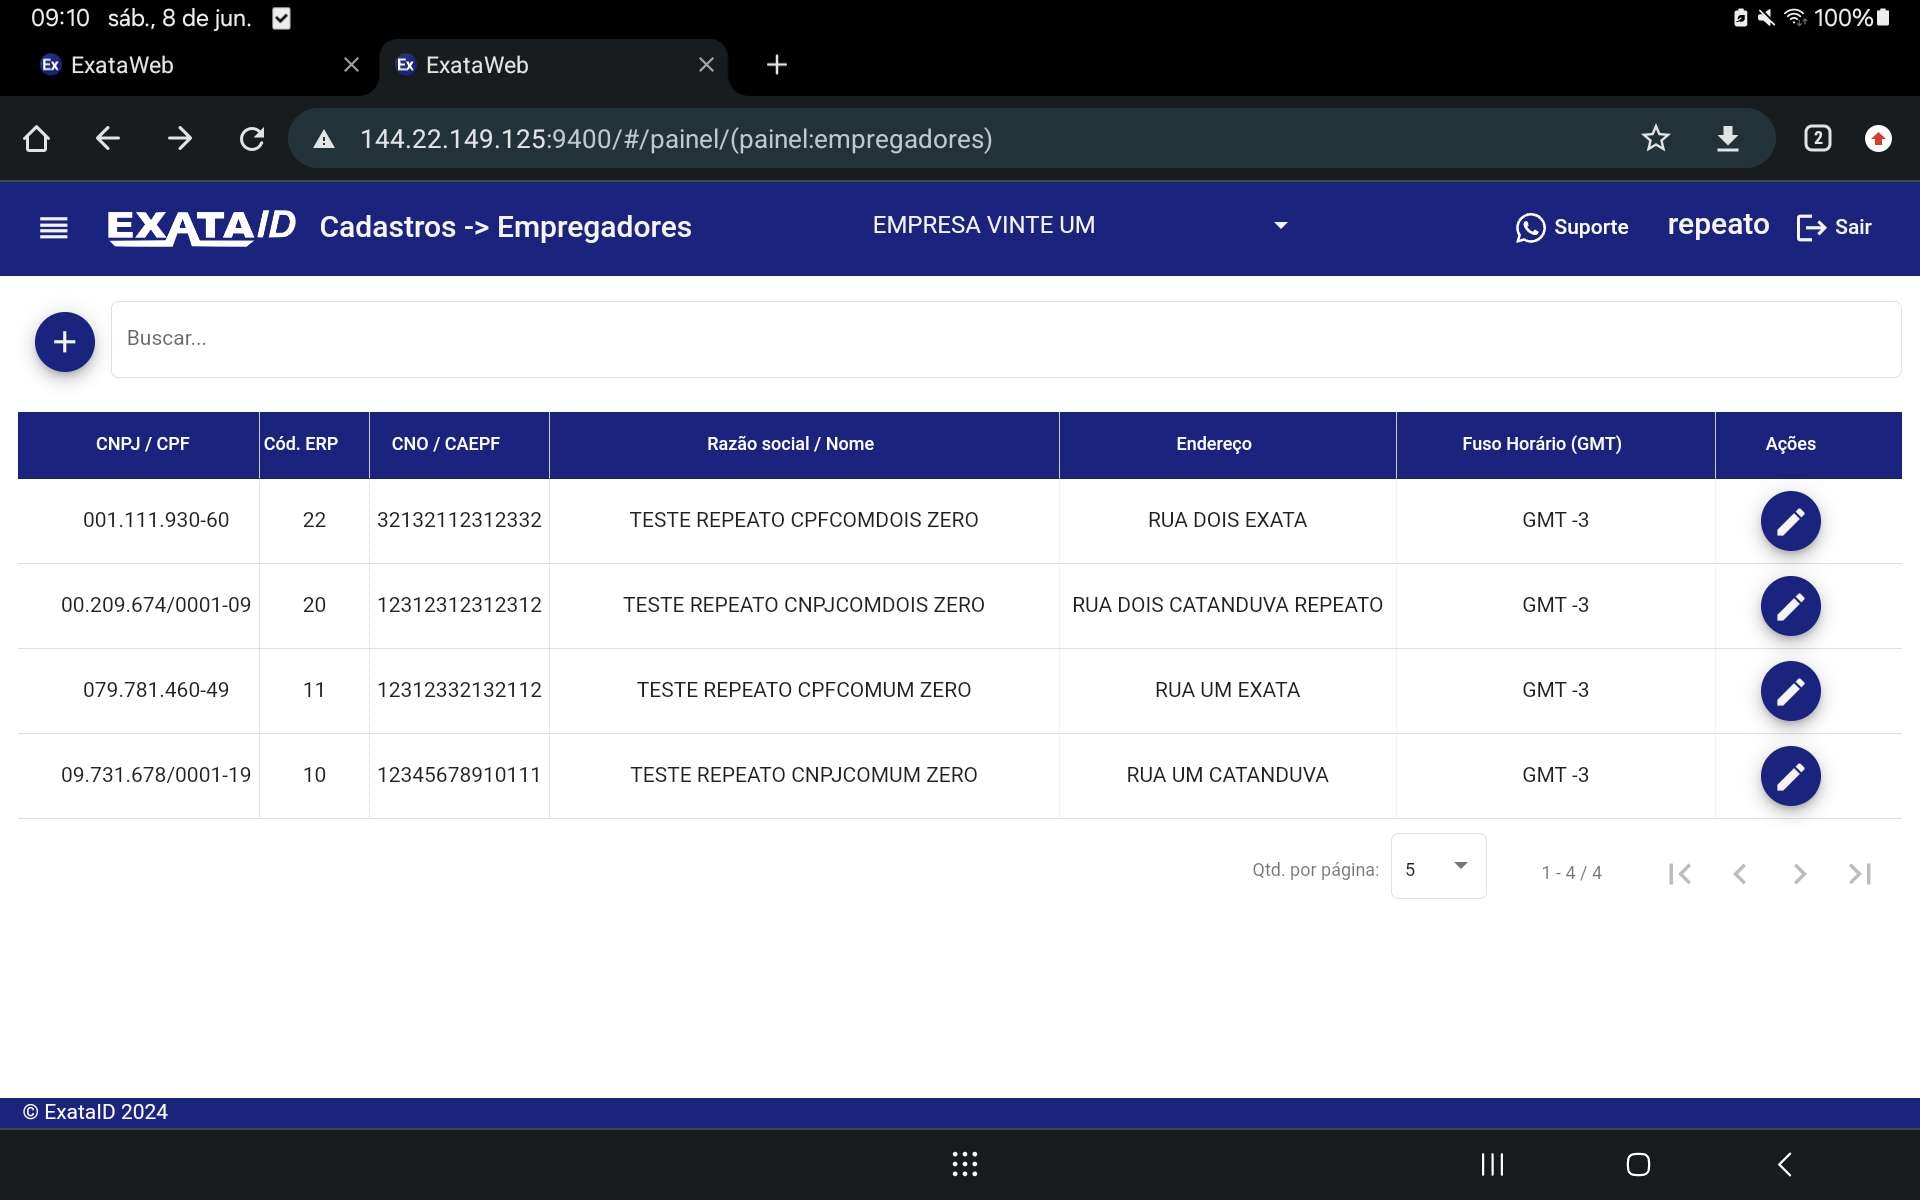 09:10 sáb., 8 de jun. 100%
Ex ExataWeb Ex ExataWeb
144.22.149.125:9400/#/painel/(painel:empregadores) 2
EXATAID Cadastros -> Empregadores EMPRESA VINTE UM Suporte repeato Sair
Buscar...
CNPJ / CPF Cód. ERP CNO / CAEPF Razão social / Nome Endereço Fuso Horário (GMT) Ações
001.111.930-60 22 32132112312332 TESTE REPEATO CPFCOMDOIS ZERO RUA DOIS EXATA GMT -3
00.209.674/0001-09 20 12312312312312 TESTE REPEATO CNPJCOMDOIS ZERO RUA DOIS CATANDUVA REPEATO GMT -3
079.781.460-49 11 12312332132112 TESTE REPEATO CPFCOMUM ZERO RUA UM EXATA GMT -3
09.731.678/0001-19 10 12345678910111 TESTE REPEATO CNPJCOMUM ZERO RUA UM CATANDUVA GMT -3
Qtd. por página: 5 1 - 4 / 4
© ExataID 2024